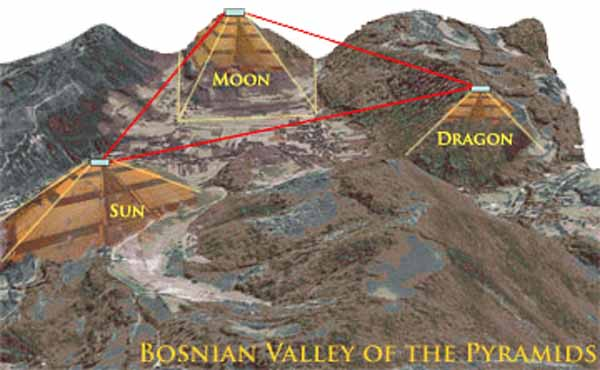 Moon
Dragon
Sun
Bosnian Valley of the Pyramids